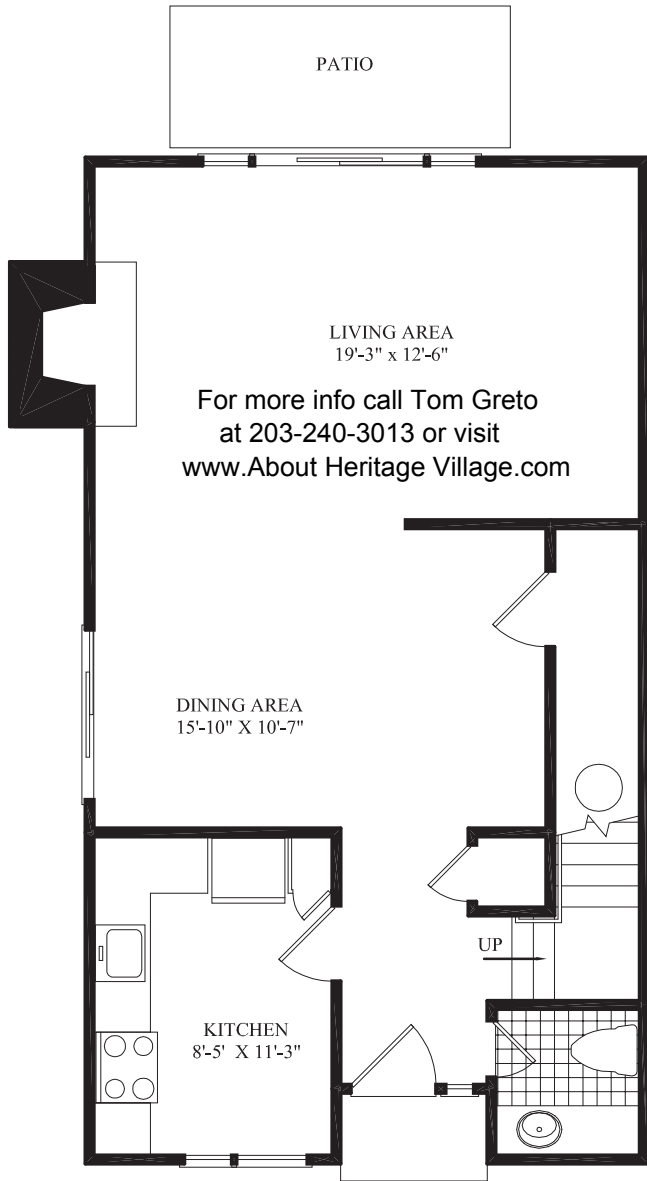 PATIO
LIVING AREA
19'-3" x 12'-6"
For more info call Tom Greto
at 203-240-3013 or visit
www.About Heritage Village.com
DINING AREA
15'-10" X 10'-7"
UP
KITCHEN
8'-5' X 11'-3"